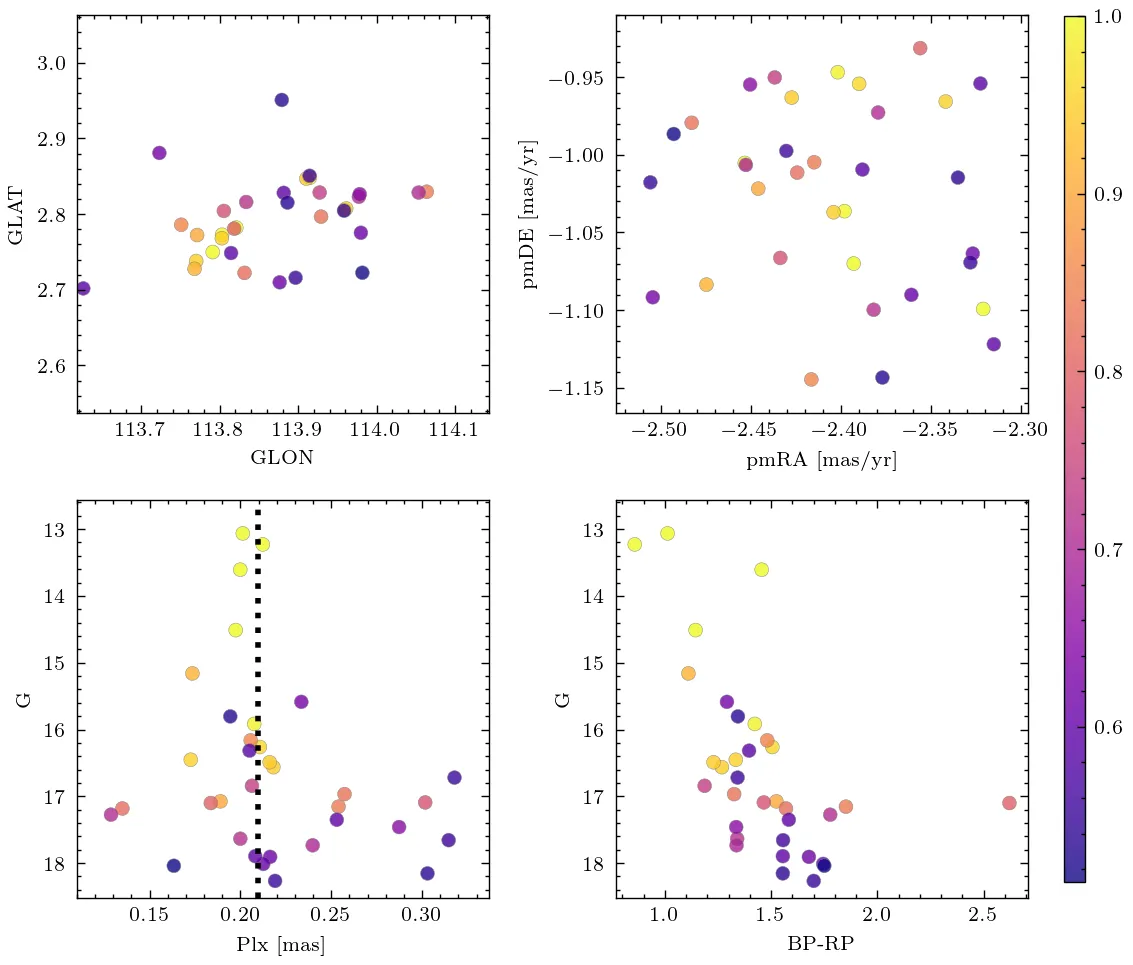 3.0
2.9
2.8
2.7
2.6
GLAT
113.7 113.8 113.9 114.0 114.1
GLON
−0.95
−1.00
−1.05
−1.10
−1.15
pmDE [mas/yr]
−2.50 −2.45 −2.40 −2.35 −2.30
pmRA [mas/yr]
13
14
15
16
17
18
G
0.15 0.20 0.25 0.30
Plx [mas]
13
14
15
16
17
18
G
1.0 1.5 2.0 2.5
BP-RP
1.0
0.9
0.8
0.7
0.6